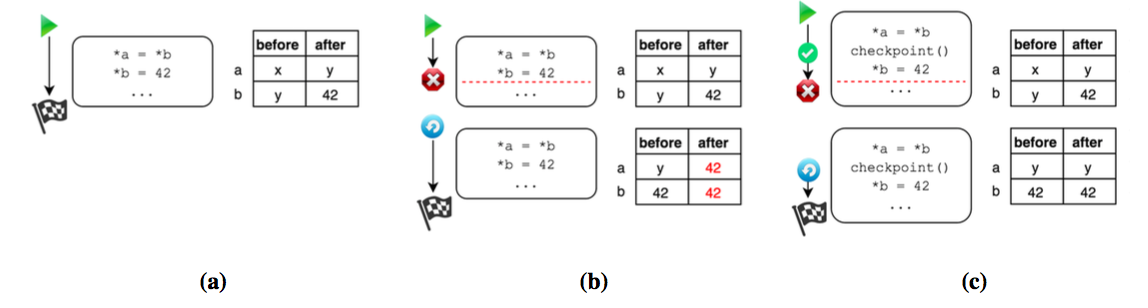 *a = *b
*b = 42
...
before after
a x y
b y 42
(a)
*a = *b
*b = 42
...
before after
a x y
b y 42
*a = *b
*b = 42
...
before after
a y 42
b 42 42
(b)
*a = *b
checkpoint()
*b = 42
...
before after
a x y
b y 42
*a = *b
checkpoint()
*b = 42
...
before after
a y y
b 42 42
(c)